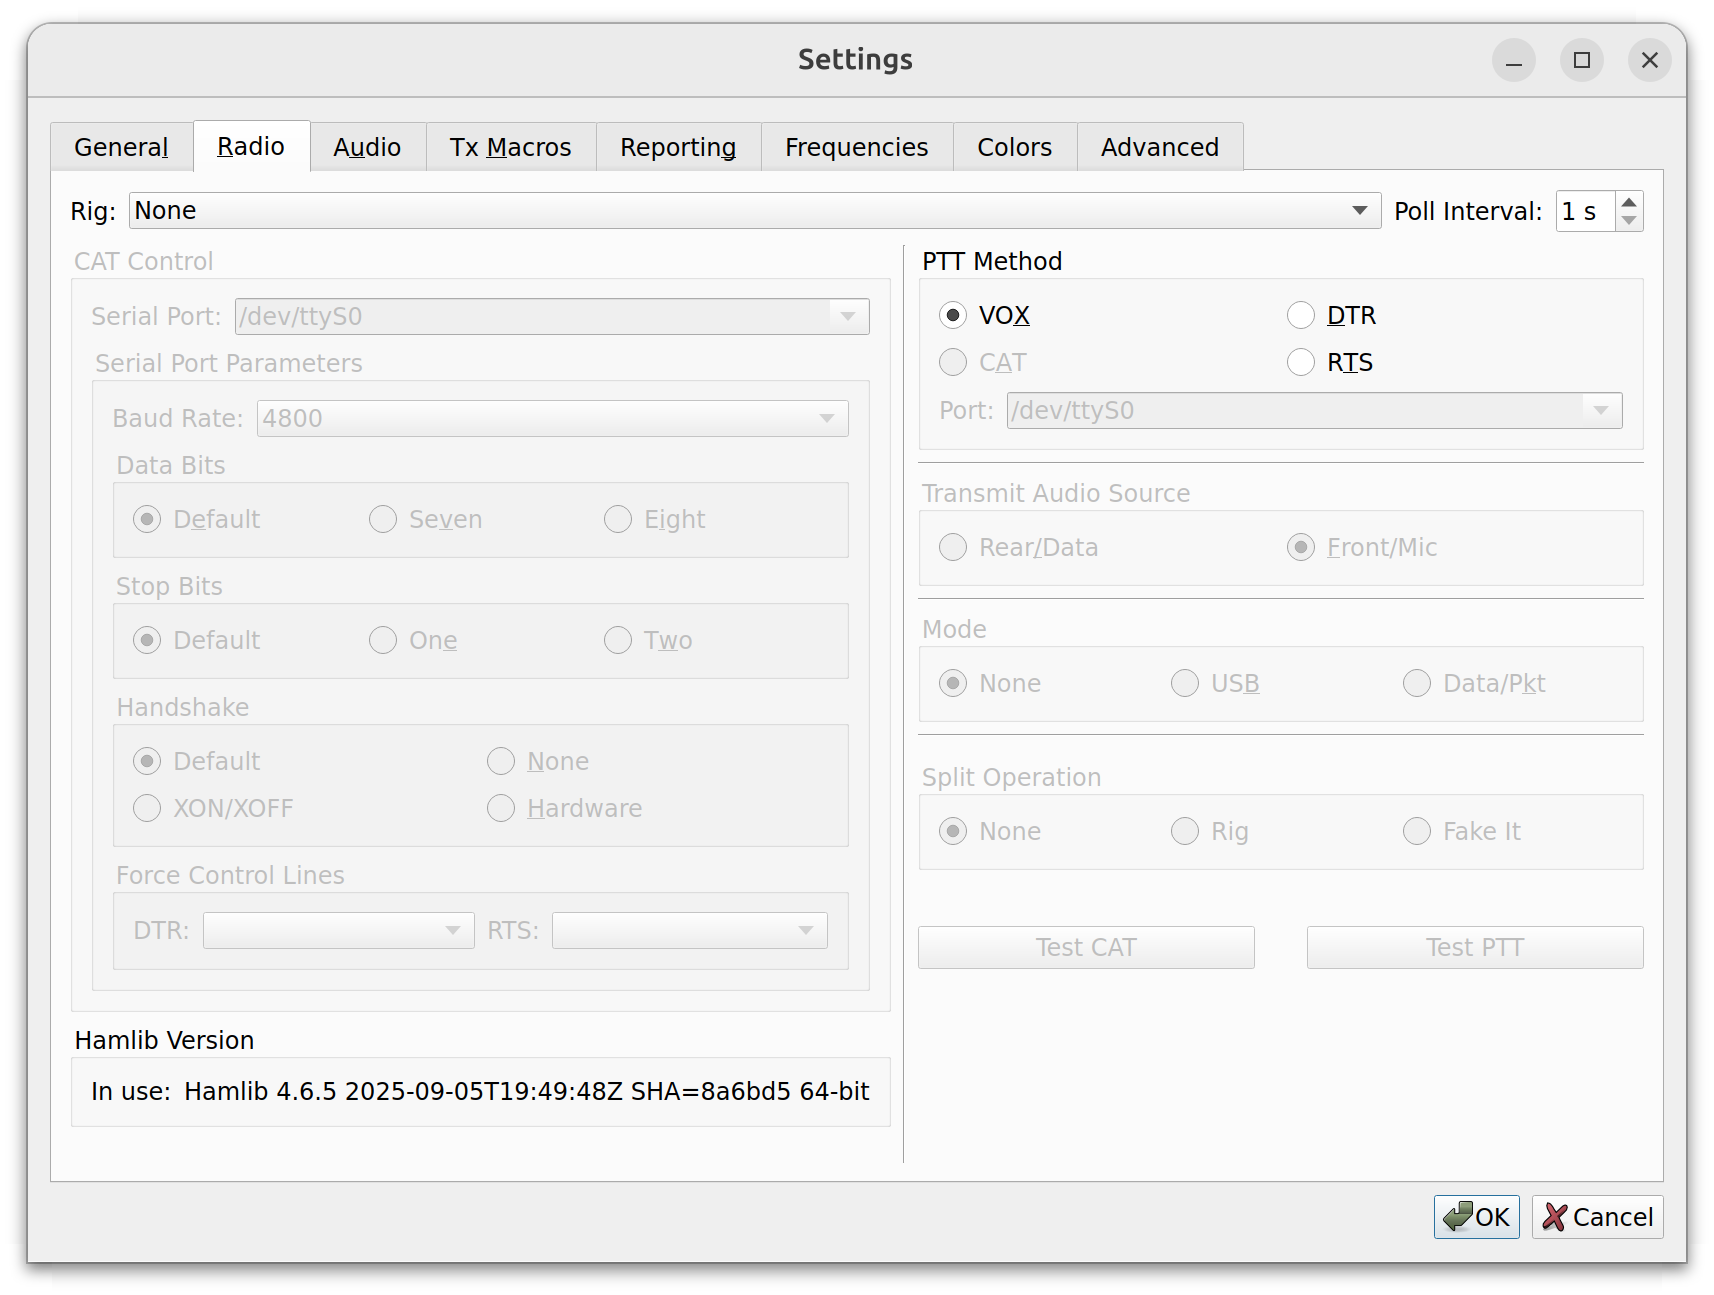 Settings
General Radio Audio Tx Macros Reporting Frequencies Colors Advanced
Rig: None Poll Interval: 1 s
CAT Control
Serial Port: /dev/ttyS0
Serial Port Parameters
Baud Rate: 4800
Data Bits
Default Seven Eight
Stop Bits
Default One Two
Handshake
Default None
XON/XOFF Hardware
Force Control Lines
DTR: RTS:
Hamlib Version
In use: Hamlib 4.6.5 2025-09-05T19:49:48Z SHA=8a6bd5 64-bit
PTT Method
VOX DTR
CAT RTS
Port: /dev/ttyS0
Transmit Audio Source
Rear/Data Front/Mic
Mode
None USB Data/Pkt
Split Operation
None Rig Fake It
Test CAT Test PTT
OK Cancel